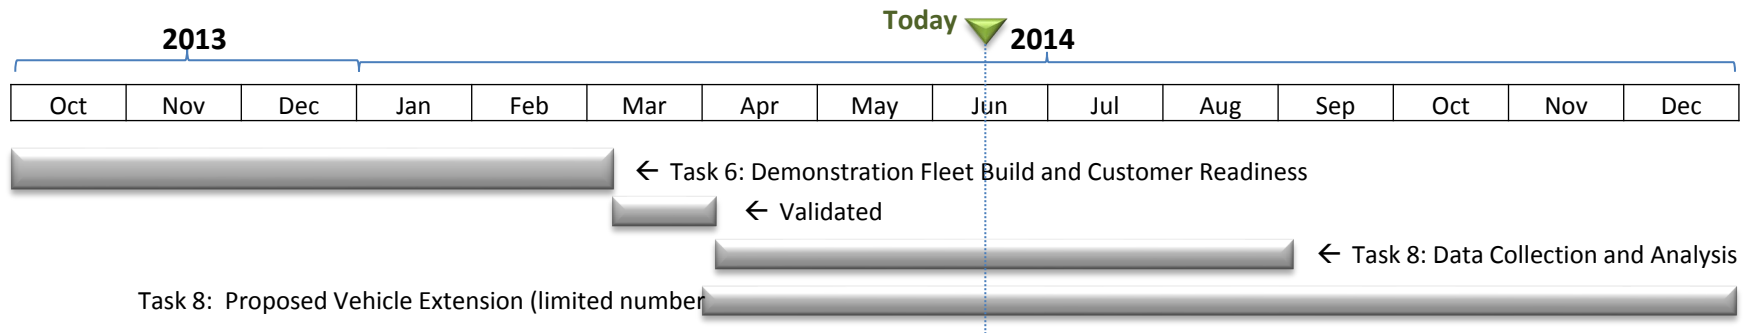 Today
2013 2014
Oct Nov Dec Jan Feb Mar Apr May Jun Jul Aug Sep Oct Nov Dec
← Task 6: Demonstration Fleet Build and Customer Readiness
← Validated
← Task 8: Data Collection and Analysis
Task 8: Proposed Vehicle Extension (limited number